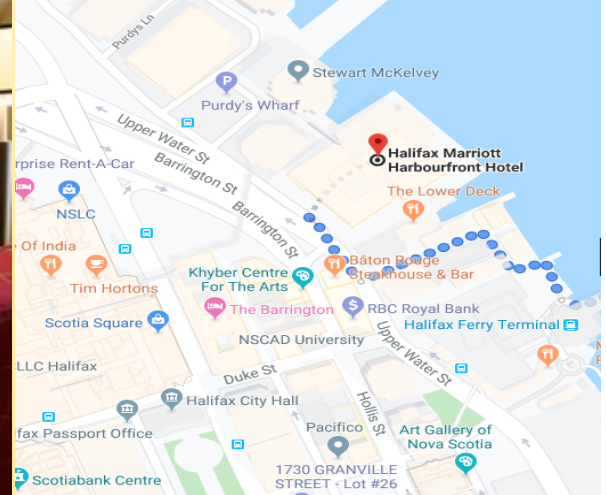 Purdys Ln
Stewart McKelvey
P
Purdy's Wharf
Upper Water St
Halifax Marriott
Harbourfront Hotel
rprise Rent-A-Car
Barrington St
The Lower Deck
NSLC
Barrington St
Of India
Bâton Rouge
Steakhouse & Bar
Khyber Centre
For The Arts
Tim Hortons
The Barrington
$
RBC Royal Bank
Scotia Square
Halifax Ferry Terminal
NSCAD University
Upper Water St
LLC Halifax
Duke St
Halifax City Hall
Hollis St
fax Passport Office
Pacifico
Art Gallery of
Nova Scotia
1730 GRANVILLE
STREET - Lot #26
Scotiabank Centre